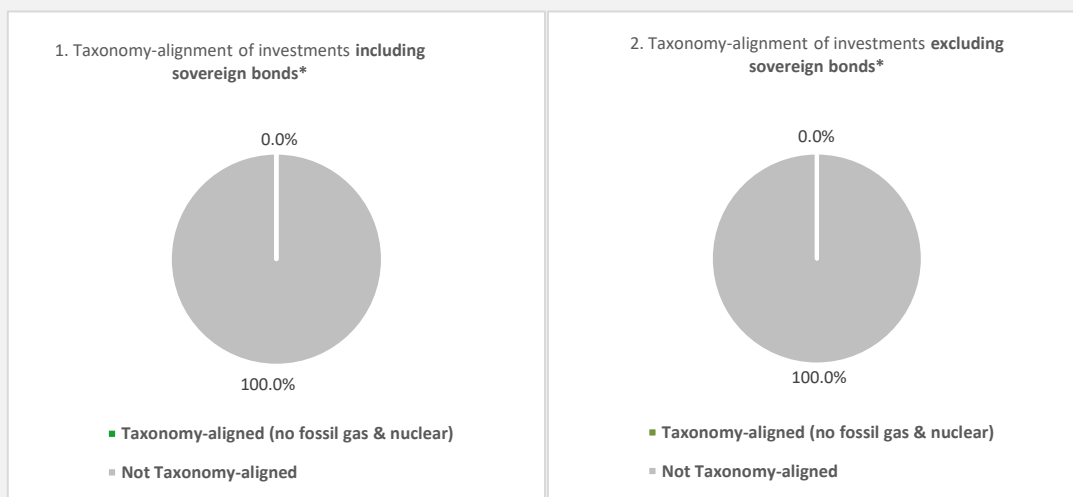 1. Taxonomy-alignment of investments including
sovereign bonds*
0.0%
100.0%
Taxonomy-aligned (no fossil gas & nuclear)
Not Taxonomy-aligned
2. Taxonomy-alignment of investments excluding
sovereign bonds*
0.0%
100.0%
Taxonomy-aligned (no fossil gas & nuclear)
Not Taxonomy-aligned